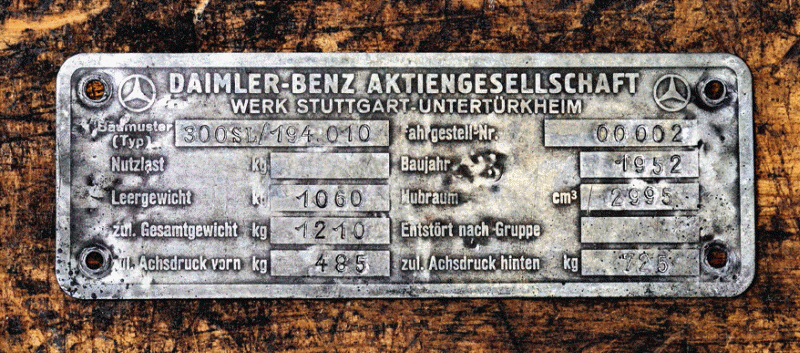 DAIMLER-BENZ AKTIENGESELLSCHAFT
WERK STUTTGART-UNTERTÜRKHEIM
Baumuster (Typ) 300SL/194.010 Fahrgestell-Nr. 00002
Nutzlast kg Baujahr 1952
Leergewicht kg 1060 Hubraum cm³ 2995
zul. Gesamtgewicht kg 1210 Entstört nach Gruppe
zul. Achsdruck vorn kg 485 zul. Achsdruck hinten kg 725